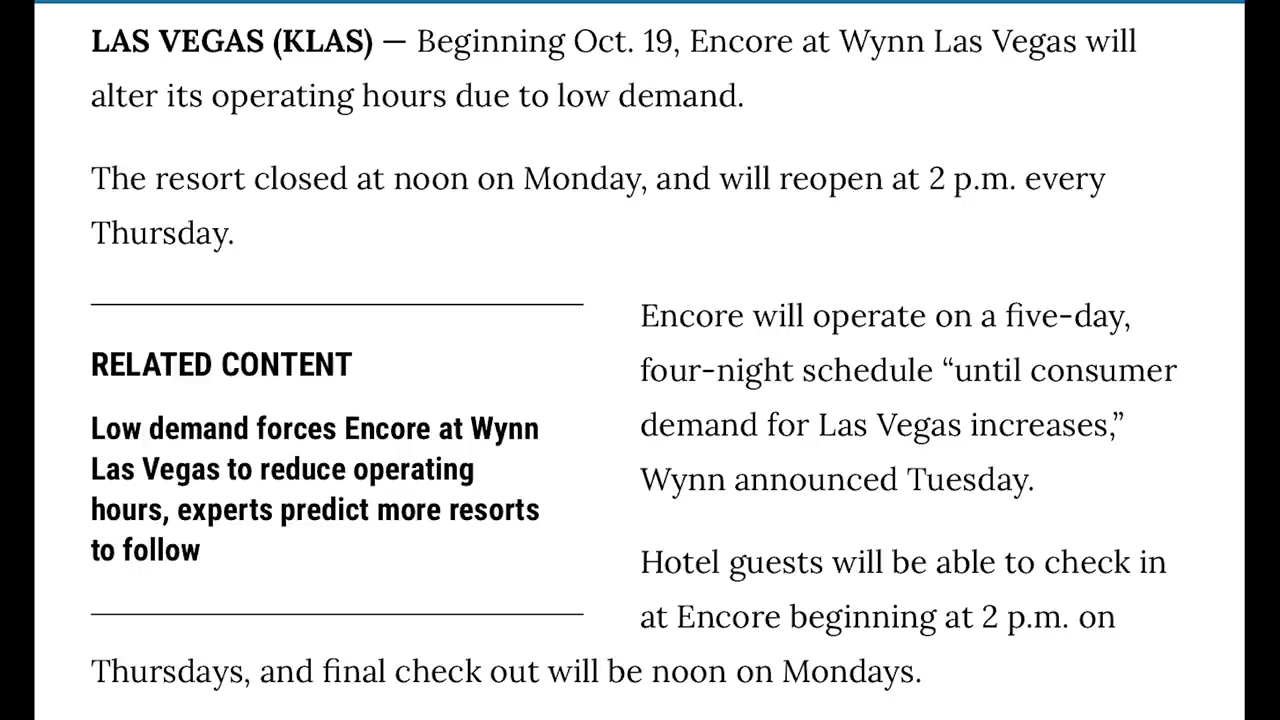 LAS VEGAS (KLAS) — Beginning Oct. 19, Encore at Wynn Las Vegas will
alter its operating hours due to low demand.
The resort closed at noon on Monday, and will reopen at 2 p.m. every
Thursday.
RELATED CONTENT
Low demand forces Encore at Wynn
Las Vegas to reduce operating
hours, experts predict more resorts
to follow
Encore will operate on a five-day,
four-night schedule “until consumer
demand for Las Vegas increases,”
Wynn announced Tuesday.
Hotel guests will be able to check in
at Encore beginning at 2 p.m. on
Thursdays, and final check out will be noon on Mondays.